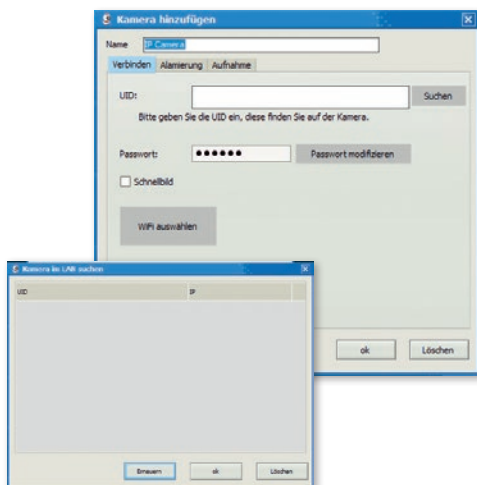 Kamera hinzufügen
Name IP Camera
Verbinden Alamierung Aufnahme
UID: Suchen
Bitte geben Sie die UID ein, diese finden Sie auf der Kamera.
Passwort: ●●●●●● Passwort modifizieren
Schnellbild
WiFi auswählen
ok Löschen
Kamera in LAN suchen
UID IP
Erneuern ok Löschen